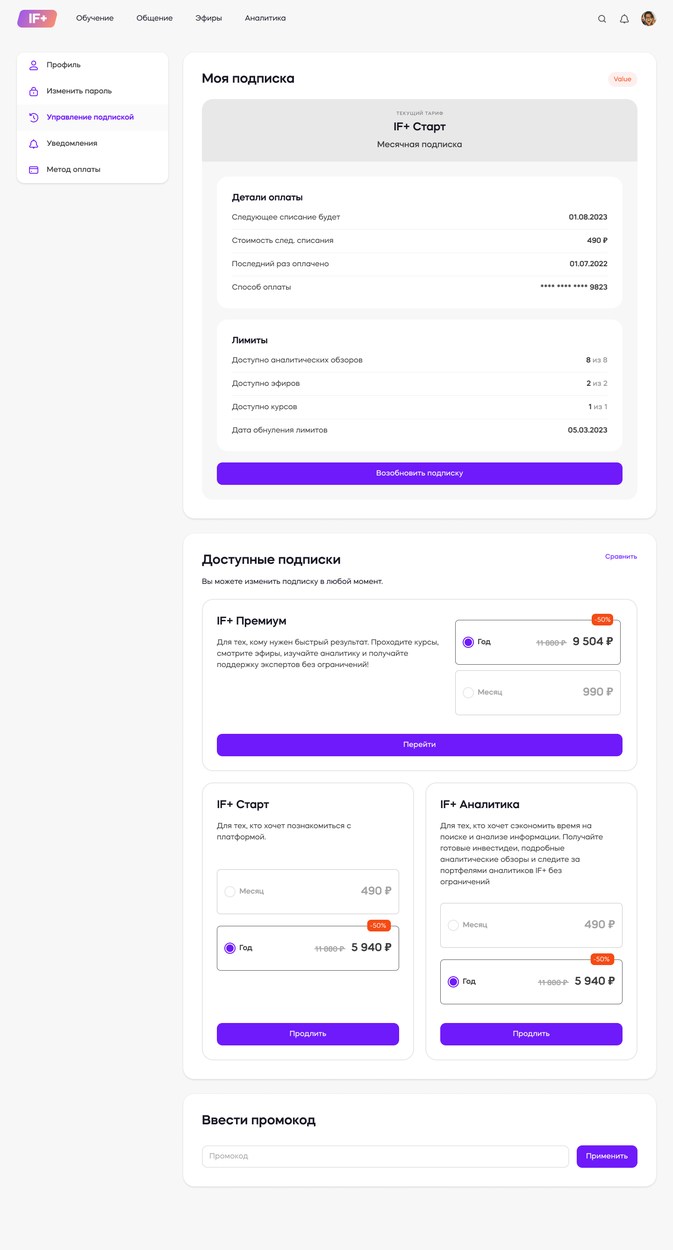 IF+
Обучение
Общение
Эфиры
Аналитика
Профиль
Изменить пароль
Управление подпиской
Уведомления
Метод оплаты
Моя подписка
Value
ТЕКУЩИЙ ТАРИФ
IF+ Старт
Месячная подписка
Детали оплаты
Следующее списание будет 01.08.2023
Стоимость след. списания 490 ₽
Последний раз оплачено 01.07.2022
Способ оплаты **** **** **** 9823
Лимиты
Доступно аналитических обзоров 8 из 8
Доступно эфиров 2 из 2
Доступно курсов 1 из 1
Дата обнуления лимитов 05.03.2023
Возобновить подписку
Доступные подписки
Сравнить
Вы можете изменить подписку в любой момент.
IF+ Премиум
Для тех, кому нужен быстрый результат. Проходите курсы,
смотрите эфиры, изучайте аналитику и получайте
поддержку экспертов без ограничений!
-50%
Год 11 880 ₽ 9 504 ₽
Месяц 990 ₽
Перейти
IF+ Старт
Для тех, кто хочет познакомиться с
платформой.
Месяц 490 ₽
-50%
Год 11 880 ₽ 5 940 ₽
Продлить
IF+ Аналитика
Для тех, кто хочет сэкономить время на
поиске и анализе информации. Получайте
готовые инвестидеи, подробные
аналитические обзоры и следите за
портфелями аналитиков IF+ без
ограничений
Месяц 490 ₽
-50%
Год 11 880 ₽ 5 940 ₽
Продлить
Ввести промокод
Промокод
Применить